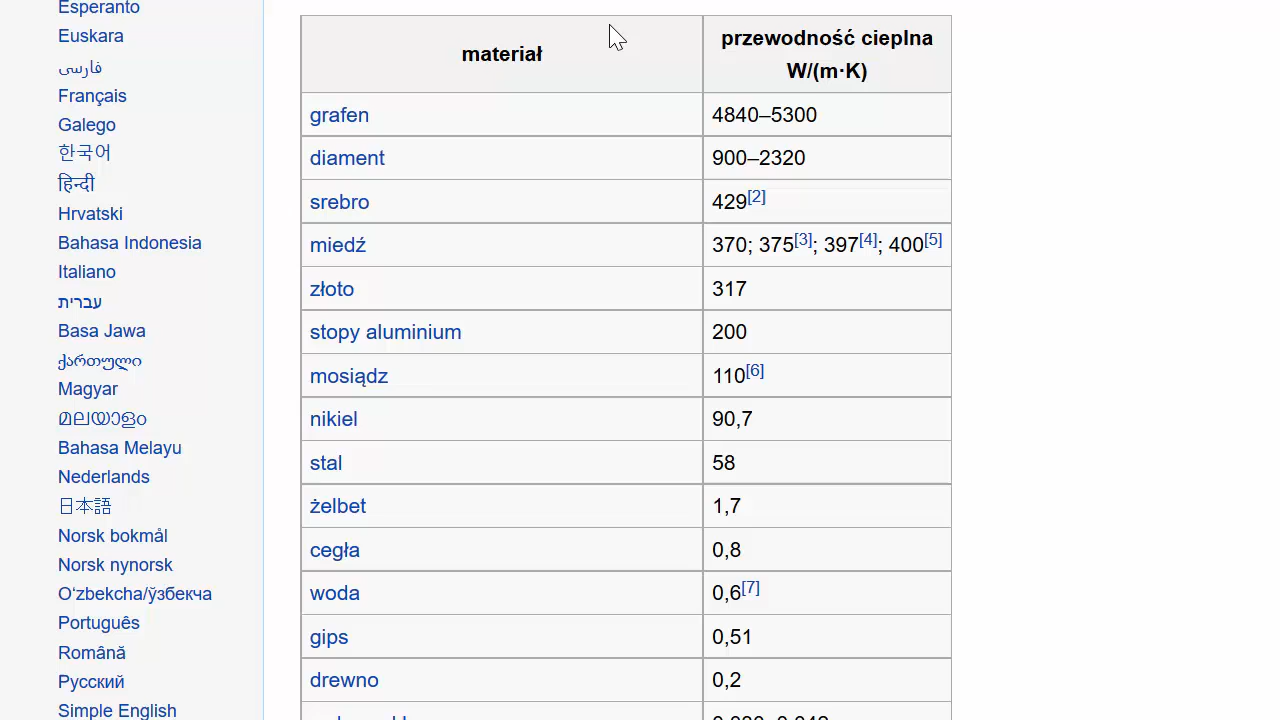 Esperanto
Euskara
فارسی
Français
Galego
한국어
हिन्दी
Hrvatski
Bahasa Indonesia
Italiano
עברית
Basa Jawa
ქართული
Magyar
മലയാളം
Bahasa Melayu
Nederlands
日本語
Norsk bokmål
Norsk nynorsk
Oʻzbekcha/ўзбекча
Português
Română
Русский
Simple English
materiał przewodność cieplna
W/(m·K)
grafen 4840–5300
diament 900–2320
srebro 429[2]
miedź 370; 375[3]; 397[4]; 400[5]
złoto 317
stopy aluminium 200
mosiądz 110[6]
nikiel 90,7
stal 58
żelbet 1,7
cegła 0,8
woda 0,6[7]
gips 0,51
drewno 0,2